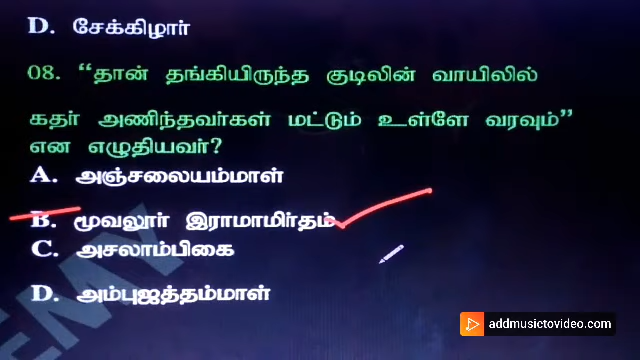 D. சேக்கிழார்
08. “தான் தங்கியிருந்த குடிலின் வாயிலில்
கதர் அணிந்தவர்கள் மட்டும் உள்ளே வரவும்”
என எழுதியவர்?
A. அஞ்சலையம்மாள்
B. மூவலூர் இராமாமிர்தம்
C. அசலாம்பிகை
D. அம்புஜத்தம்மாள்
EMY
addmusictovideo.com